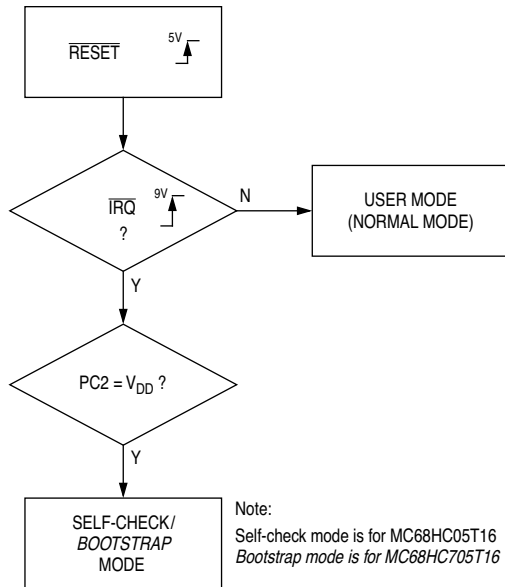 RESET 5V
IRQ 9V
?
N
USER MODE
(NORMAL MODE)
Y
PC2 = VDD ?
Y
SELF-CHECK/
BOOTSTRAP
MODE
Note:
Self-check mode is for MC68HC05T16
Bootstrap mode is for MC68HC705T16